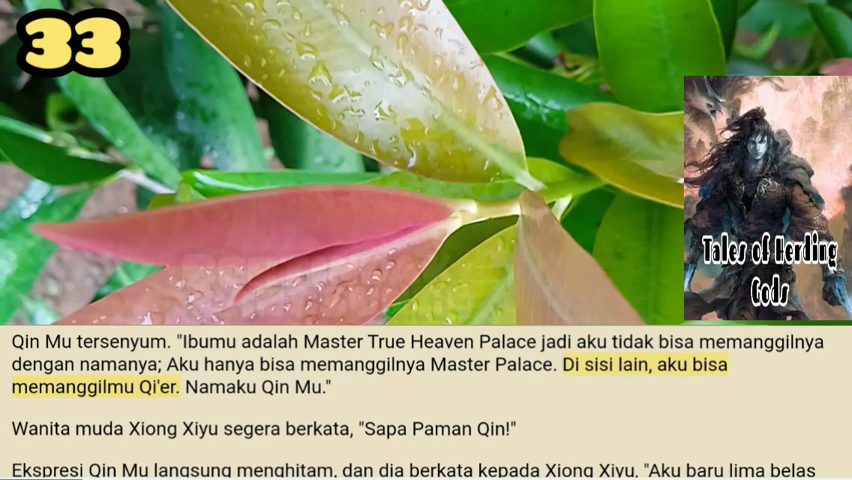 33
Tales of Herding
Gods
Qin Mu tersenyum. "Ibumu adalah Master True Heaven Palace jadi aku tidak bisa memanggilnya
dengan namanya; Aku hanya bisa memanggilnya Master Palace. Di sisi lain, aku bisa
memanggilmu Qi'er. Namaku Qin Mu."
Wanita muda Xiong Xiyu segera berkata, "Sapa Paman Qin!"
Ekspresi Qin Mu langsung menghitam, dan dia berkata kepada Xiong Xiyu, "Aku baru lima belas